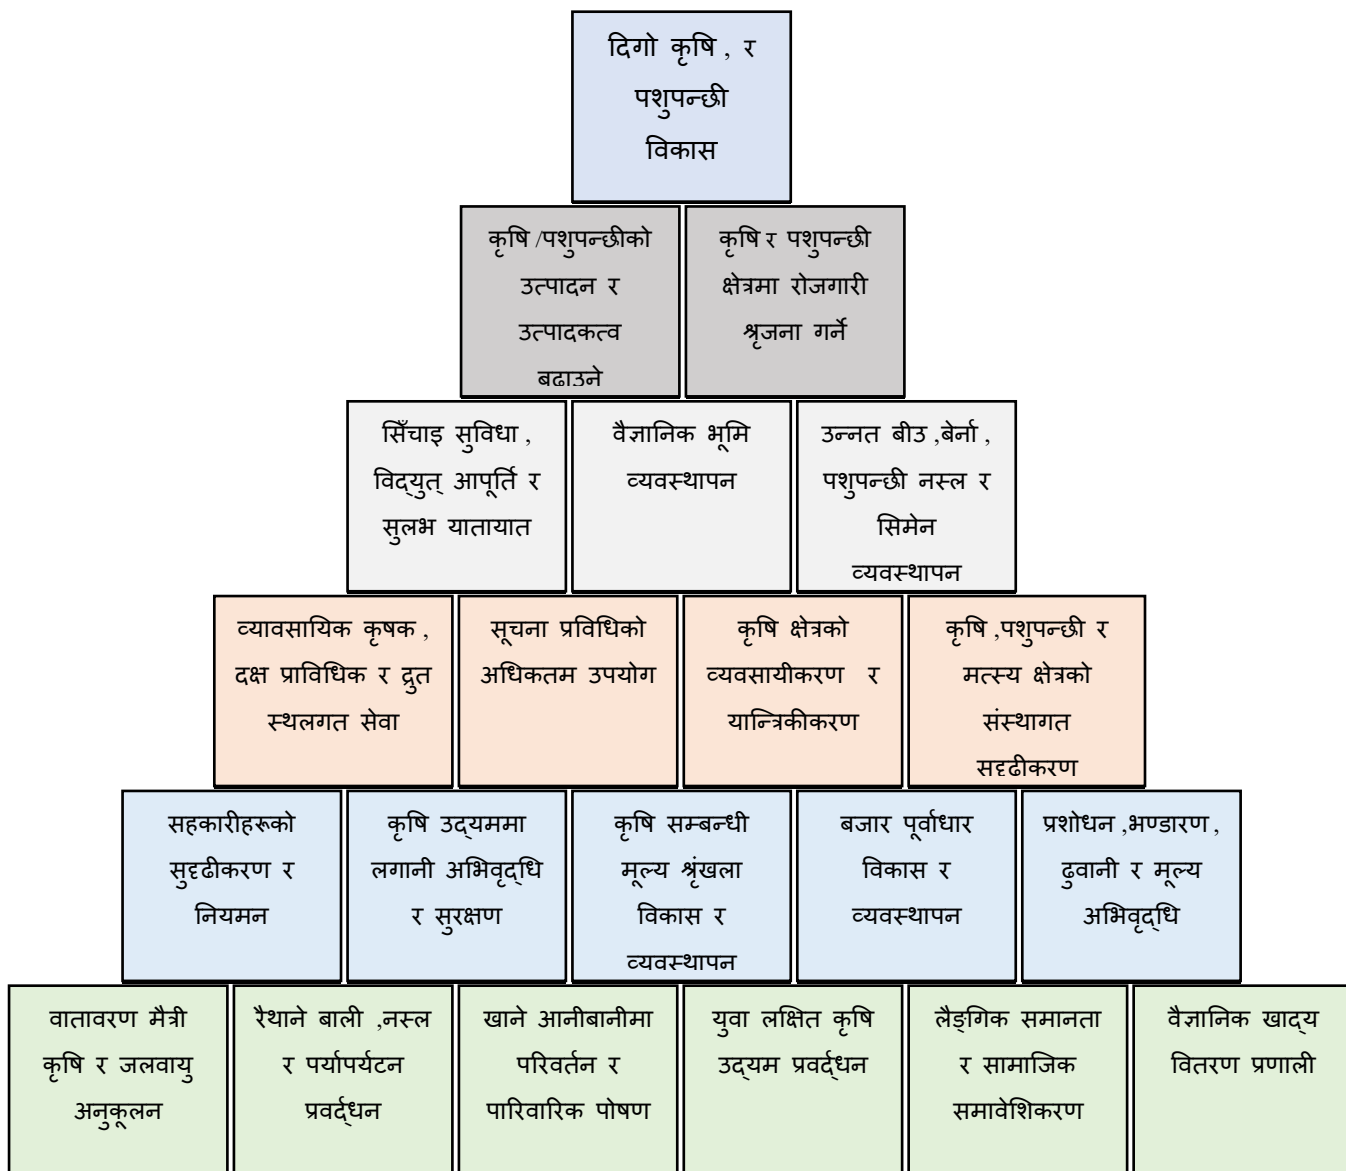 दिगो कृषि , र
पशुपन्छी
विकास
कृषि /पशुपन्छीको
उत्पादन र
उत्पादकत्व
बढाउने
कृषि र पशुपन्छी
क्षेत्रमा रोजगारी
श्रृजना गर्ने
सिँचाइ सुविधा ,
विद्‌युत् आपूर्ति र
सुलभ यातायात
वैज्ञानिक भूमि
व्यवस्थापन
उन्नत बीउ ,बेर्ना ,
पशुपन्छी नस्ल र
सिमेन
व्यवस्थापन
व्यावसायिक कृषक ,
दक्ष प्राविधिक र द्रुत
स्थलगत सेवा
सूचना प्रविधिको
अधिकतम उपयोग
कृषि क्षेत्रको
व्यवसायीकरण र
यान्त्रिकीकरण
कृषि ,पशुपन्छी र
मत्स्य क्षेत्रको
संस्थागत
सुदृढीकरण
सहकारीहरूको
सुदृढीकरण र
नियमन
कृषि उद्‌यममा
लगानी अभिवृद्‌धि
र सुरक्षण
कृषि सम्बन्धी
मूल्य श्रृंखला
विकास र
व्यवस्थापन
बजार पूर्वाधार
विकास र
व्यवस्थापन
प्रशोधन ,भण्डारण ,
ढुवानी र मूल्य
अभिवृद्‌धि
वातावरण मैत्री
कृषि र जलवायु
अनुकूलन
रैथाने बाली ,नस्ल
र पर्यापर्यटन
प्रवर्द्‌धन
खाने आनीबानीमा
परिवर्तन र
पारिवारिक पोषण
युवा लक्षित कृषि
उद्‌यम प्रवर्द्‌धन
लैङ्‌गिक समानता
र सामाजिक
समावेशिकरण
वैज्ञानिक खाद्‌य
वितरण प्रणाली